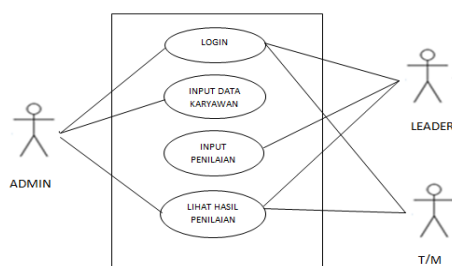 LOGIN
INPUT DATA
KARYAWAN
INPUT
PENILAIAN
LIHAT HASIL
PENILAIAN
ADMIN
LEADER
T/M